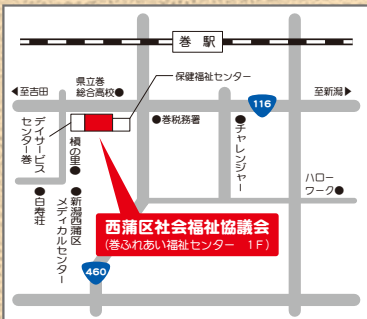 巻 駅
県立巻
総合高校●
保健福祉センター
◀至吉田
至新潟▶
116
デイサービス
センター巻
槇の里●
●巻税務署
●チャレンジャー
ハロー
ワーク●
●白寿荘
●新潟西蒲区
メディカルセンター
西蒲区社会福祉協議会
(巻ふれあい福祉センター 1F)
460